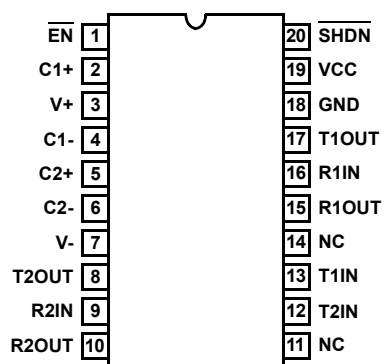 EN 1 20 SHDN
C1+ 2 19 VCC
V+ 3 18 GND
C1- 4 17 T1OUT
C2+ 5 16 R1IN
C2- 6 15 R1OUT
V- 7 14 NC
T2OUT 8 13 T1IN
R2IN 9 12 T2IN
R2OUT 10 11 NC